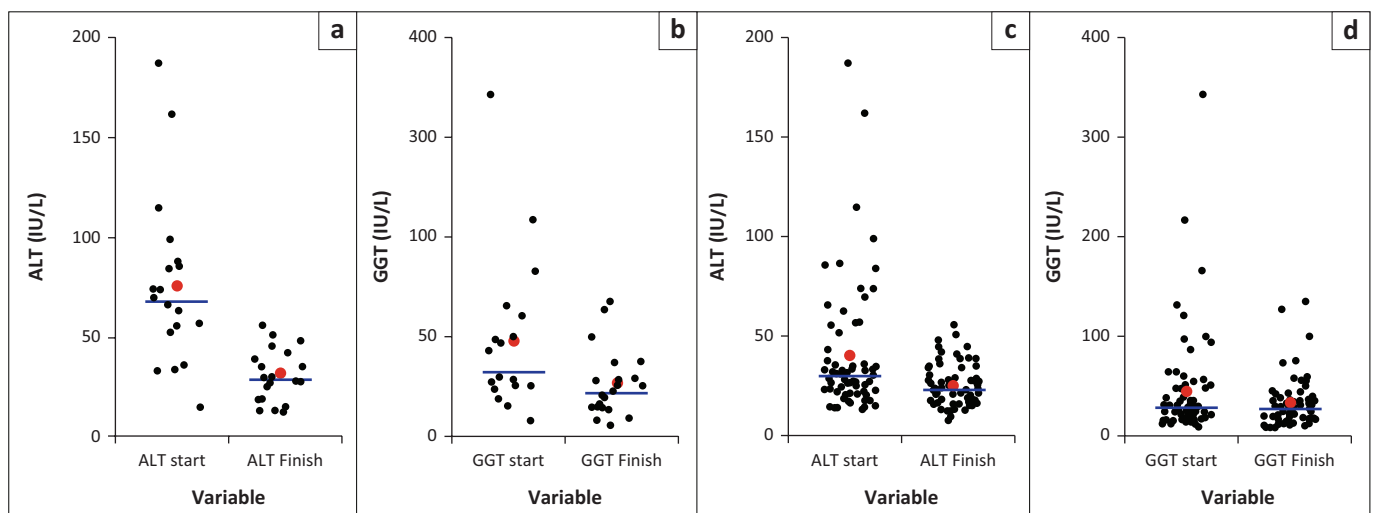 a
ALT (IU/L)
200
150
100
50
0
ALT start ALT Finish
Variable
b
GGT (IU/L)
400
300
100
50
0
GGT start GGT Finish
Variable
c
ALT (IU/L)
200
150
100
50
0
ALT start ALT Finish
Variable
d
GGT (IU/L)
400
300
200
100
0
GGT start GGT Finish
Variable